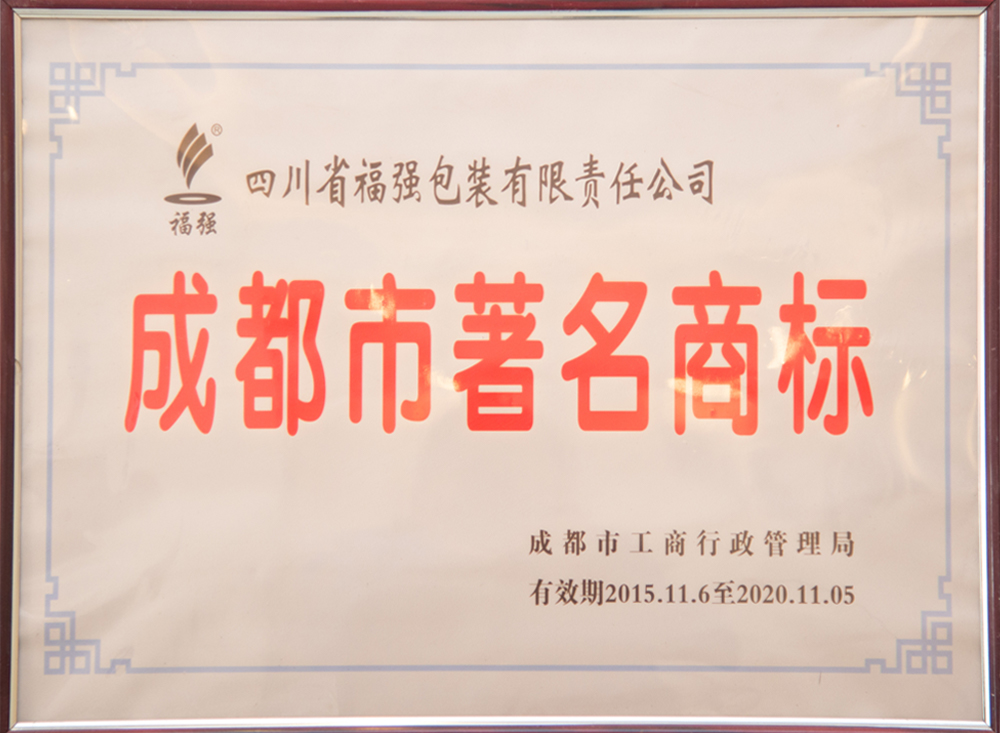 ®
四川省福强包装有限责任公司
福强
成都市著名商标
成都市工商行政管理局
有效期2015.11.6至2020.11.05